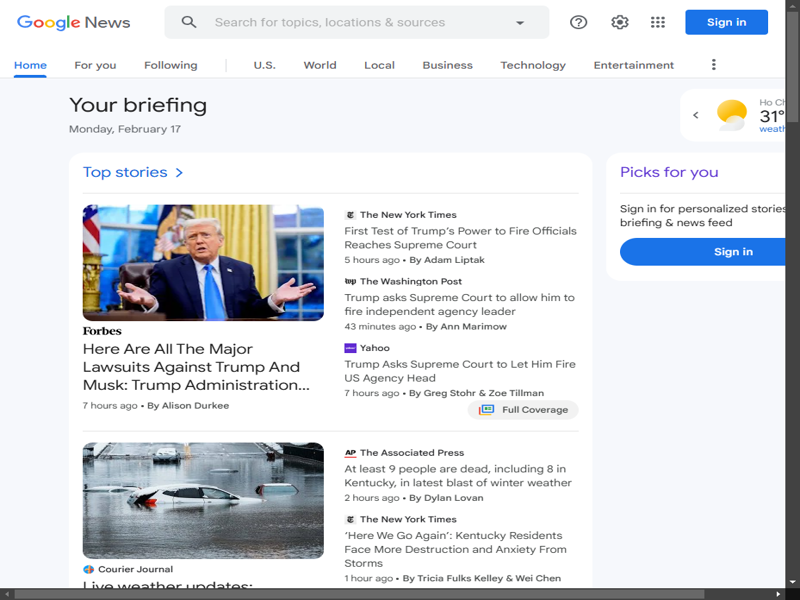 Google News
Search for topics, locations & sources
Sign in
Home
For you
Following
U.S.
World
Local
Business
Technology
Entertainment
Your briefing
Monday, February 17
Ho Ch
31°
weath
Top stories
Picks for you
Sign in for personalized stories
briefing & news feed
Sign in
Forbes
Here Are All The Major
Lawsuits Against Trump And
Musk: Trump Administration...
7 hours ago • By Alison Durkee
The New York Times
First Test of Trump's Power to Fire Officials
Reaches Supreme Court
5 hours ago • By Adam Liptak
wp The Washington Post
Trump asks Supreme Court to allow him to
fire independent agency leader
43 minutes ago • By Ann Marimow
Yahoo
Trump Asks Supreme Court to Let Him Fire
US Agency Head
7 hours ago • By Greg Stohr & Zoe Tillman
Full Coverage
Courier Journal
Live weather updates:
AP The Associated Press
At least 9 people are dead, including 8 in
Kentucky, in latest blast of winter weather
2 hours ago • By Dylan Lovan
The New York Times
‘Here We Go Again’: Kentucky Residents
Face More Destruction and Anxiety From
Storms
1 hour ago • By Tricia Fulks Kelley & Wei Chen